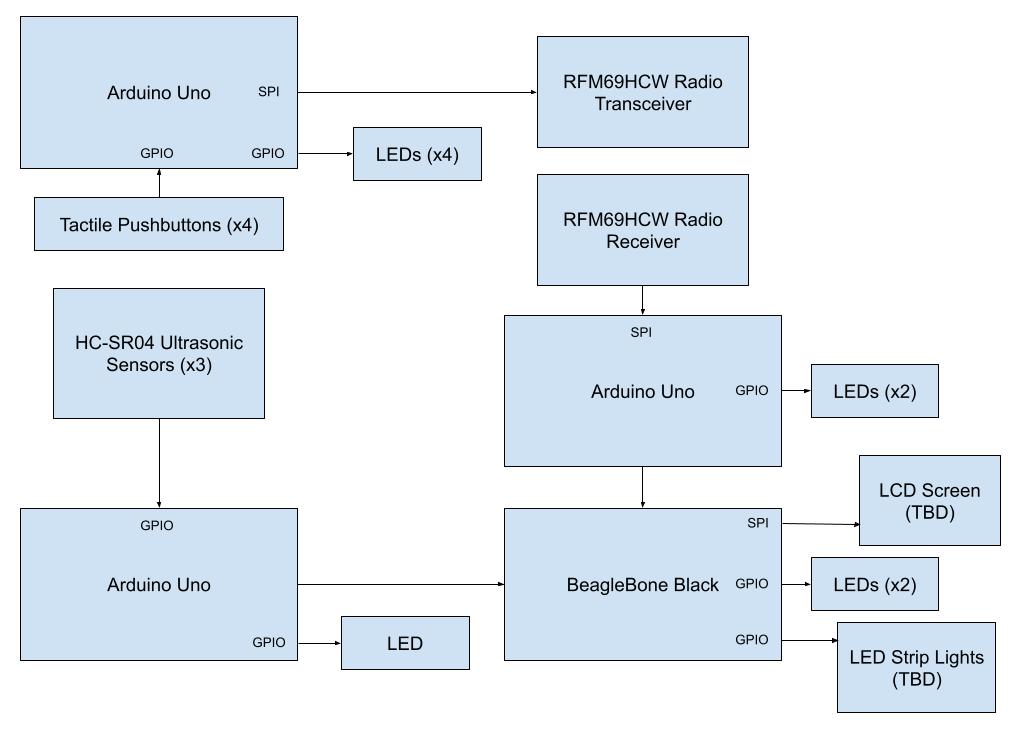 Arduino Uno
SPI
GPIO
GPIO
LEDs (x4)
Tactile Pushbuttons (x4)
RFM69HCW Radio
Transceiver
RFM69HCW Radio
Receiver
HC-SR04 Ultrasonic
Sensors (x3)
SPI
Arduino Uno
GPIO
LEDs (x2)
LCD Screen
(TBD)
GPIO
Arduino Uno
GPIO
LED
SPI
BeagleBone Black
GPIO
GPIO
LEDs (x2)
LED Strip Lights
(TBD)